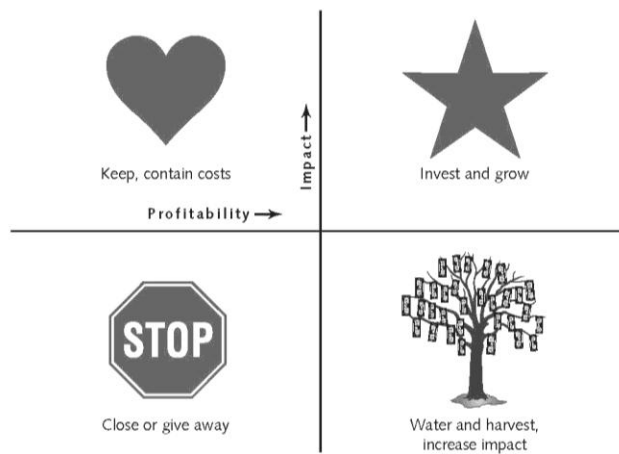 Keep, contain costs
Invest and grow
Impact
Profitability
STOP
Close or give away
Water and harvest,
increase impact